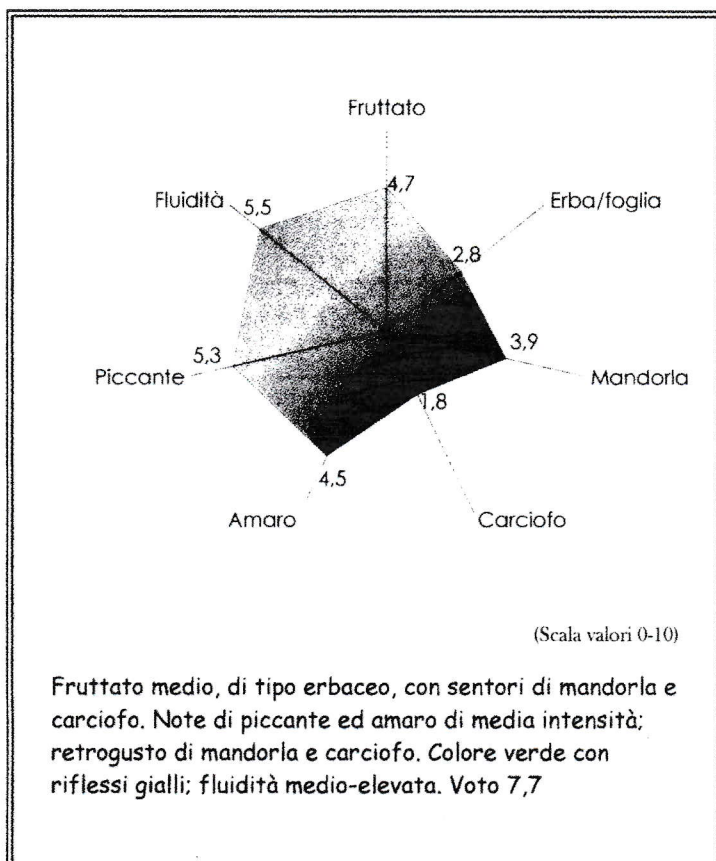 Fruttato
4,7
Fluidità
5,5
Erba/foglia
2,8
Piccante
5,3
3,9
Mandorla
1,8
4,5
Amaro
Carciofo
(Scala valori 0-10)
Fruttato medio, di tipo erbaceo, con sentori di mandorla e
carciofo. Note di piccante ed amaro di media intensità;
retrogusto di mandorla e carciofo. Colore verde con
riflessi gialli; fluidità medio-elevata. Voto 7,7